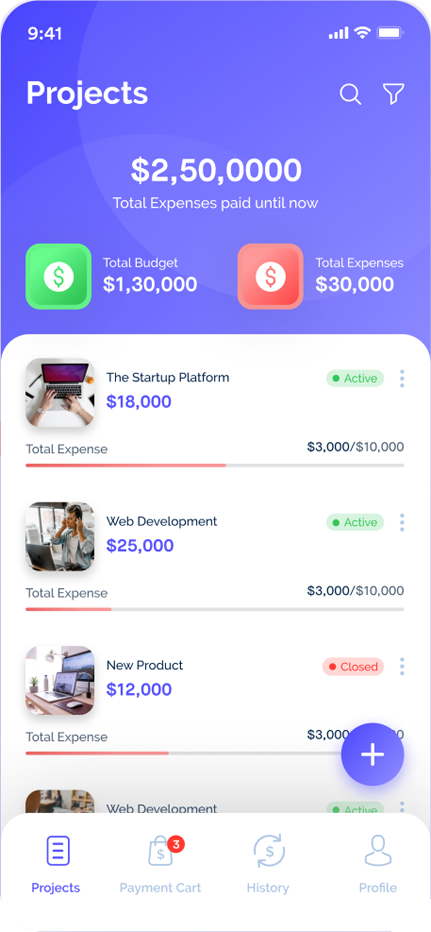 9:41
Projects
$2,50,0000
Total Expenses paid until now
Total Budget
$1,30,000
Total Expenses
$30,000
The Startup Platform
Active
$18,000
Total Expense
$3,000/$10,000
Web Development
Active
$25,000
Total Expense
$3,000/$10,000
New Product
Closed
$12,000
Total Expense
$3,000
Web Development
Active
3
Projects
Payment Cart
History
Profile